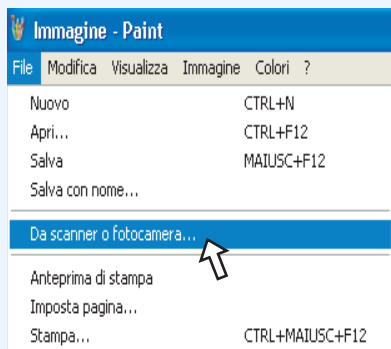 Immagine - Paint
File Modifica Visualizza Immagine Colori ?
Nuovo CTRL+N
Apri... CTRL+F12
Salva MAIUSC+F12
Salva con nome...
Da scanner o fotocamera...
Anteprima di stampa
Imposta pagina...
Stampa... CTRL+MAIUSC+F12